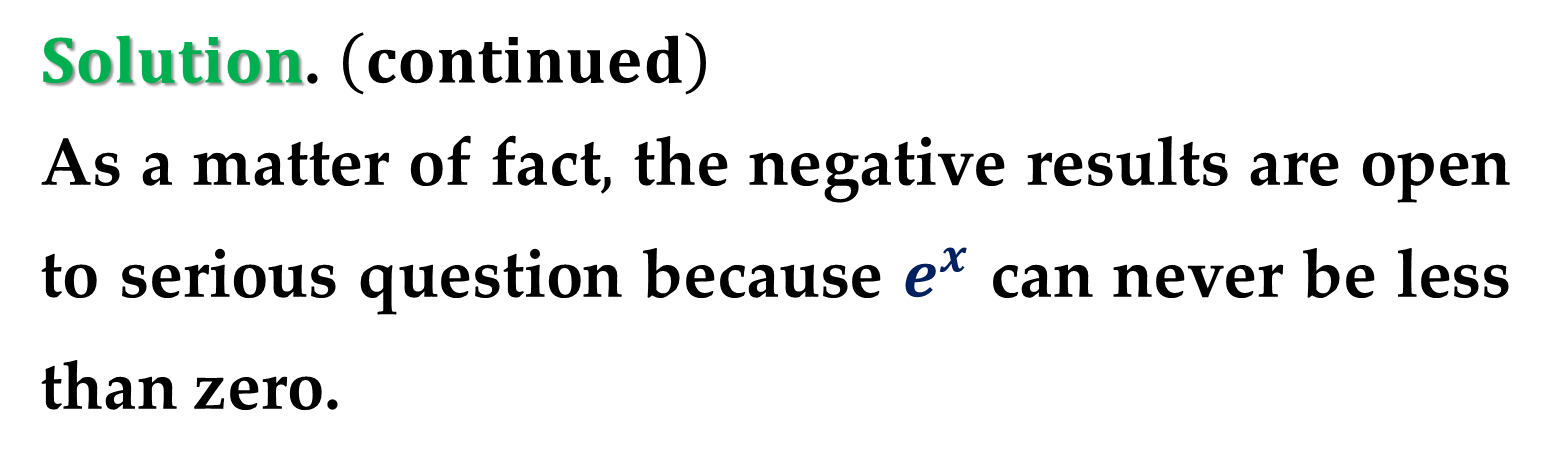 Solution. (continued)
As a matter of fact, the negative results are open
to serious question because eˣ can never be less
than zero.